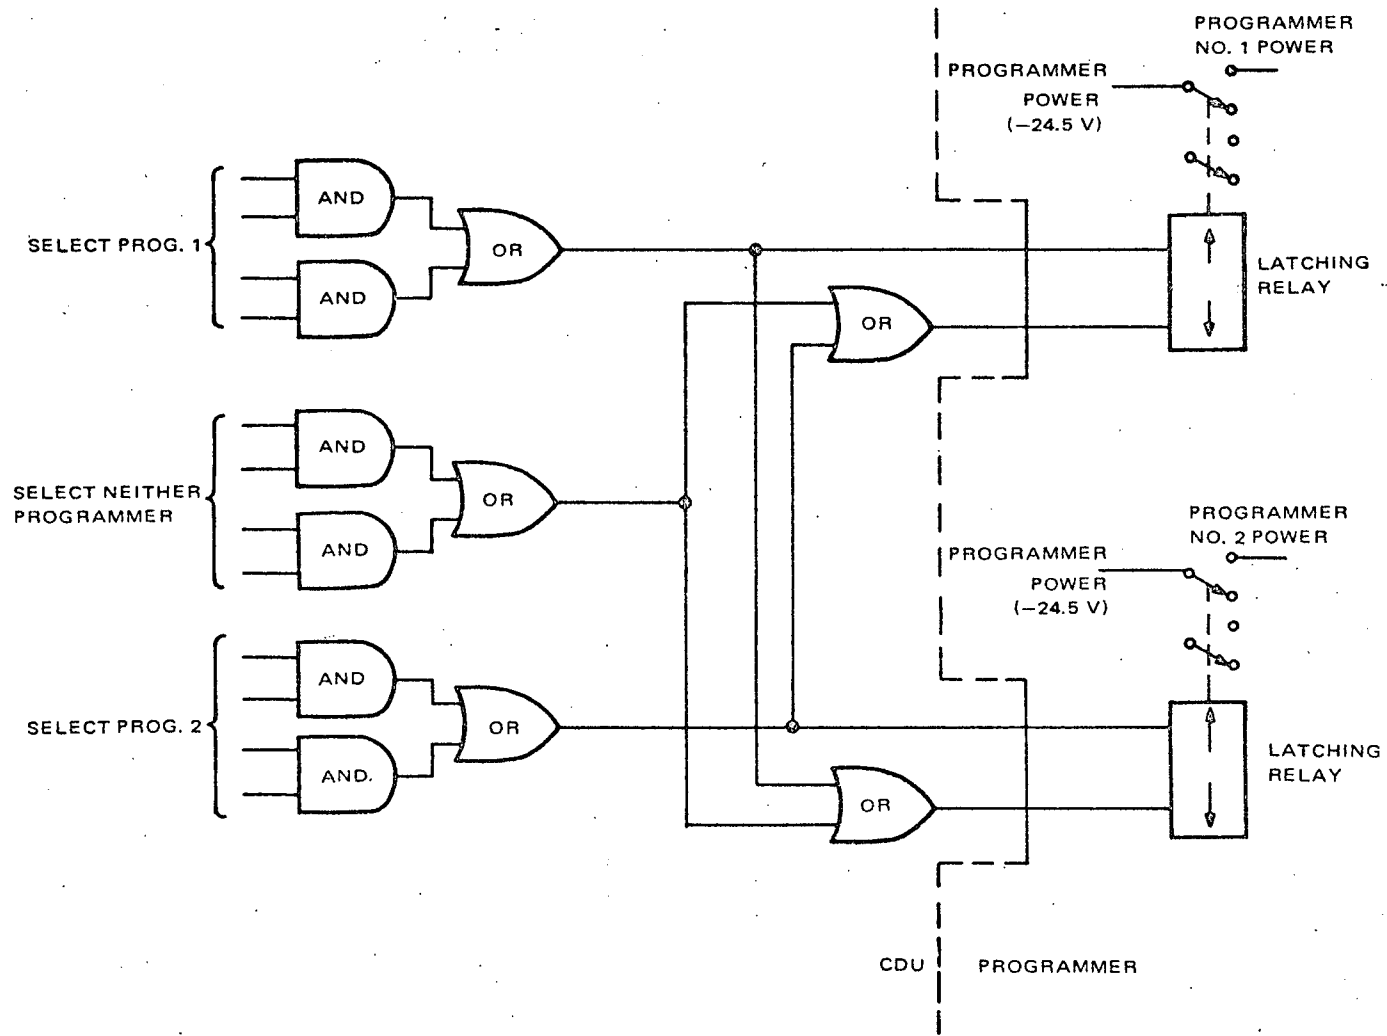 PROGRAMMER
NO. 1 POWER
PROGRAMMER
POWER
(−24.5 V)
AND
SELECT PROG. 1
OR
AND
LATCHING
RELAY
OR
AND
SELECT NEITHER
PROGRAMMER
OR
AND
PROGRAMMER
NO. 2 POWER
PROGRAMMER
POWER
(−24.5 V)
AND
SELECT PROG. 2
OR
AND.
LATCHING
RELAY
OR
CDU
PROGRAMMER